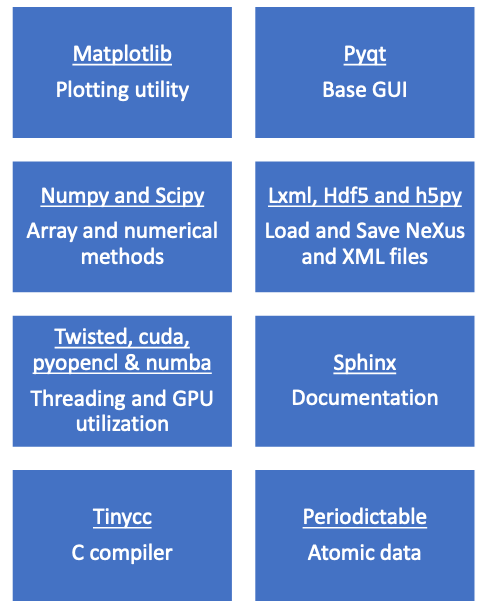 Matplotlib
Plotting utility
Pyqt
Base GUI
Numpy and Scipy
Array and numerical
methods
Lxml, Hdf5 and h5py
Load and Save NeXus
and XML files
Twisted, cuda,
pyopencl & numba
Threading and GPU
utilization
Sphinx
Documentation
Tinycc
C compiler
Periodictable
Atomic data